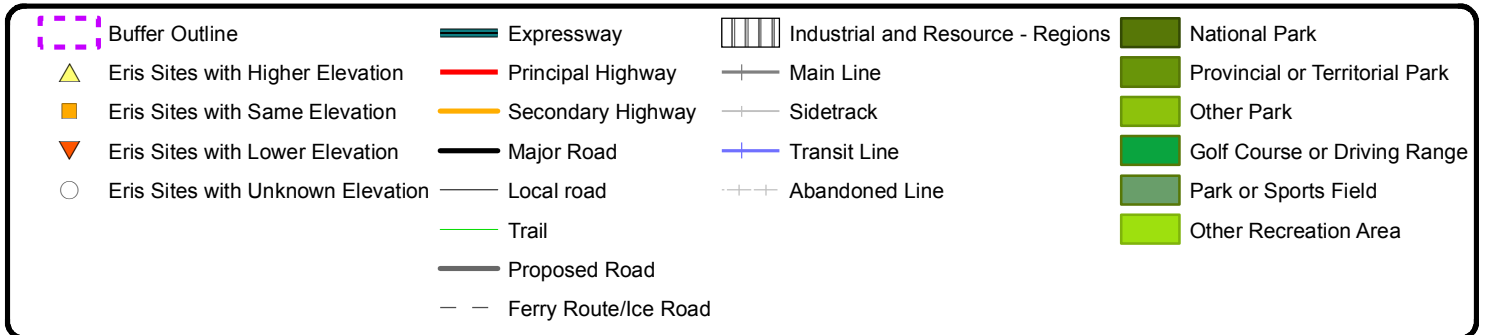 Buffer Outline
Eris Sites with Higher Elevation
Eris Sites with Same Elevation
Eris Sites with Lower Elevation
Eris Sites with Unknown Elevation
Expressway
Principal Highway
Secondary Highway
Major Road
Local road
Trail
Proposed Road
Ferry Route/Ice Road
Industrial and Resource - Regions
Main Line
Sidetrack
Transit Line
Abandoned Line
National Park
Provincial or Territorial Park
Other Park
Golf Course or Driving Range
Park or Sports Field
Other Recreation Area